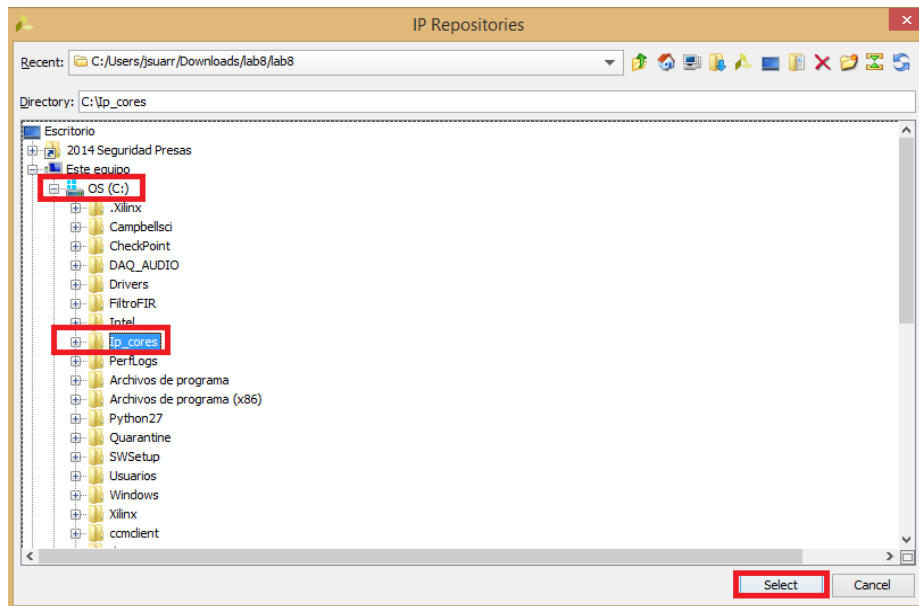 IP Repositories
Recent: C:/Users/jsuarr/Downloads/lab8/lab8
Directory: C:\Ip_cores
Escritorio
2014 Seguridad Presas
Este equipo
OS (C:)
.Xilinx
Campbellsci
CheckPoint
DAQ_AUDIO
Drivers
FiltroFIR
Intel
Ip_cores
PerfLogs
Archivos de programa
Archivos de programa (x86)
Python27
Quarantine
SWSetup
Usuarios
Windows
Xilinx
ccmclient
Select Cancel